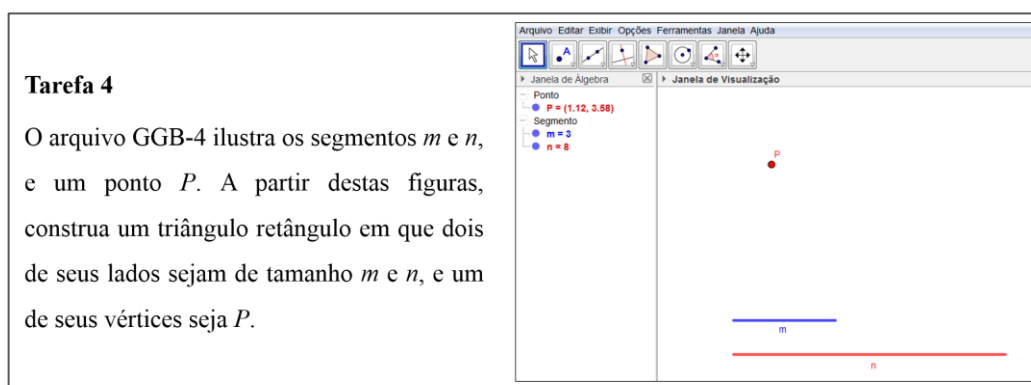 Tarefa 4
O arquivo GGB-4 ilustra os segmentos m e n,
e um ponto P. A partir destas figuras,
construa um triângulo retângulo em que dois
de seus lados sejam de tamanho m e n, e um
de seus vértices seja P.
Arquivo Editar Exibir Opções Ferramentas Janela Ajuda
A
Janela de Álgebra
Janela de Visualização
Ponto
P = (1.12, 3.58)
Segmento
m = 3
n = 8
P
m
n